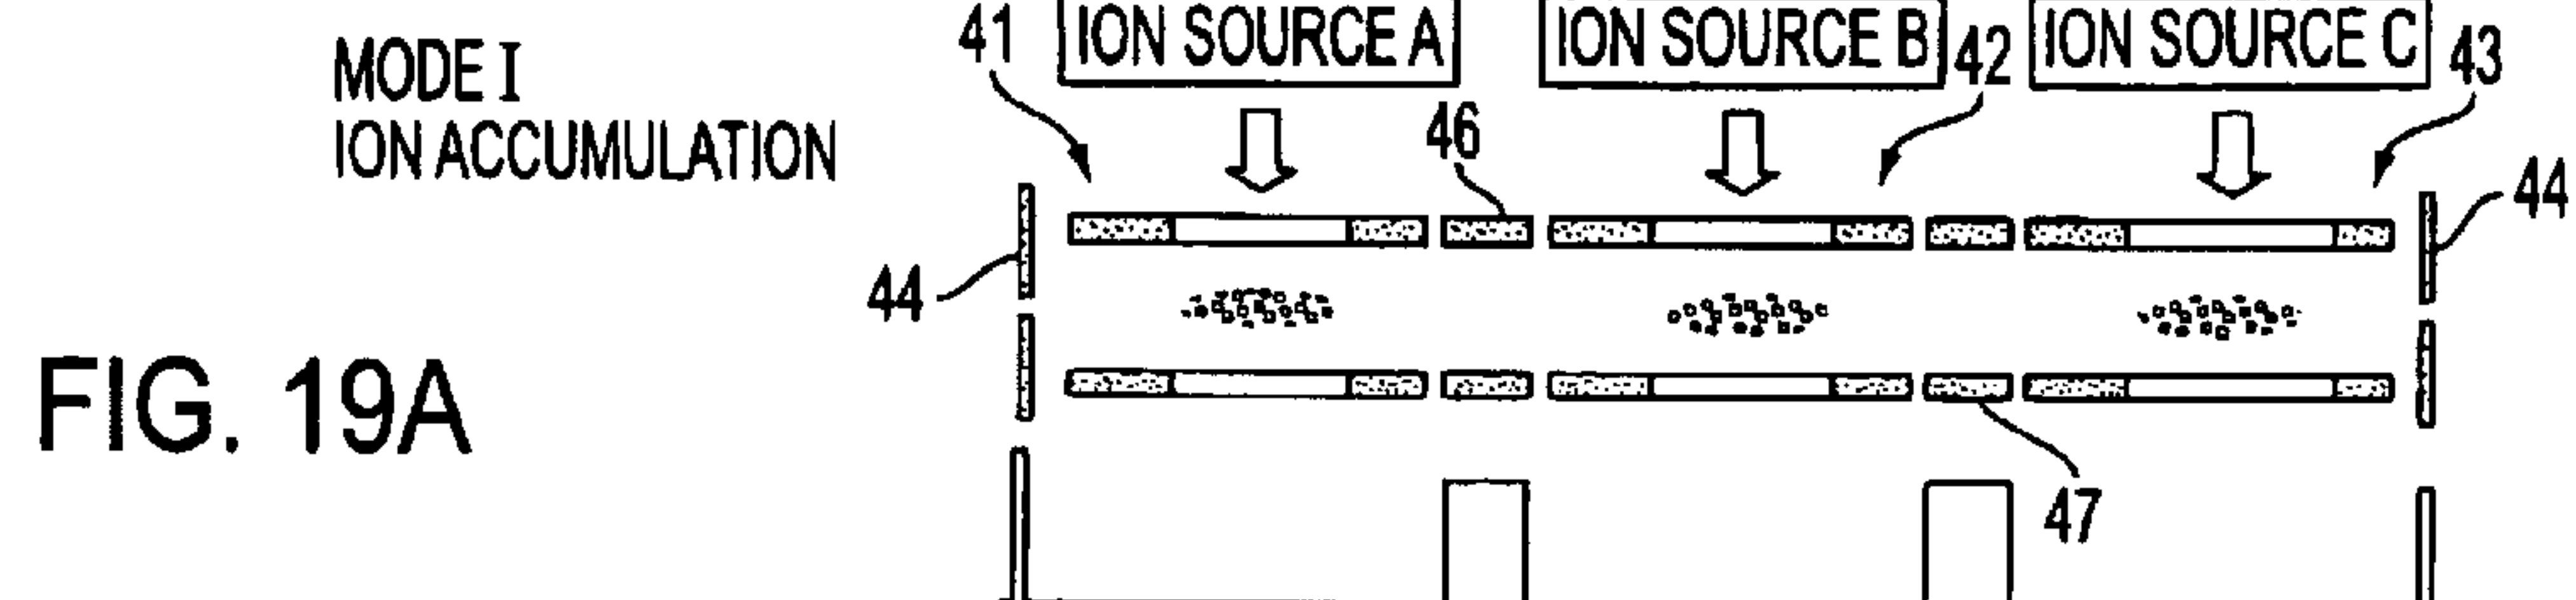 MODE I
ION ACCUMULATION
41
ION SOURCE A
ION SOURCE B
42
ION SOURCE C
43
46
44
44
FIG. 19A
47